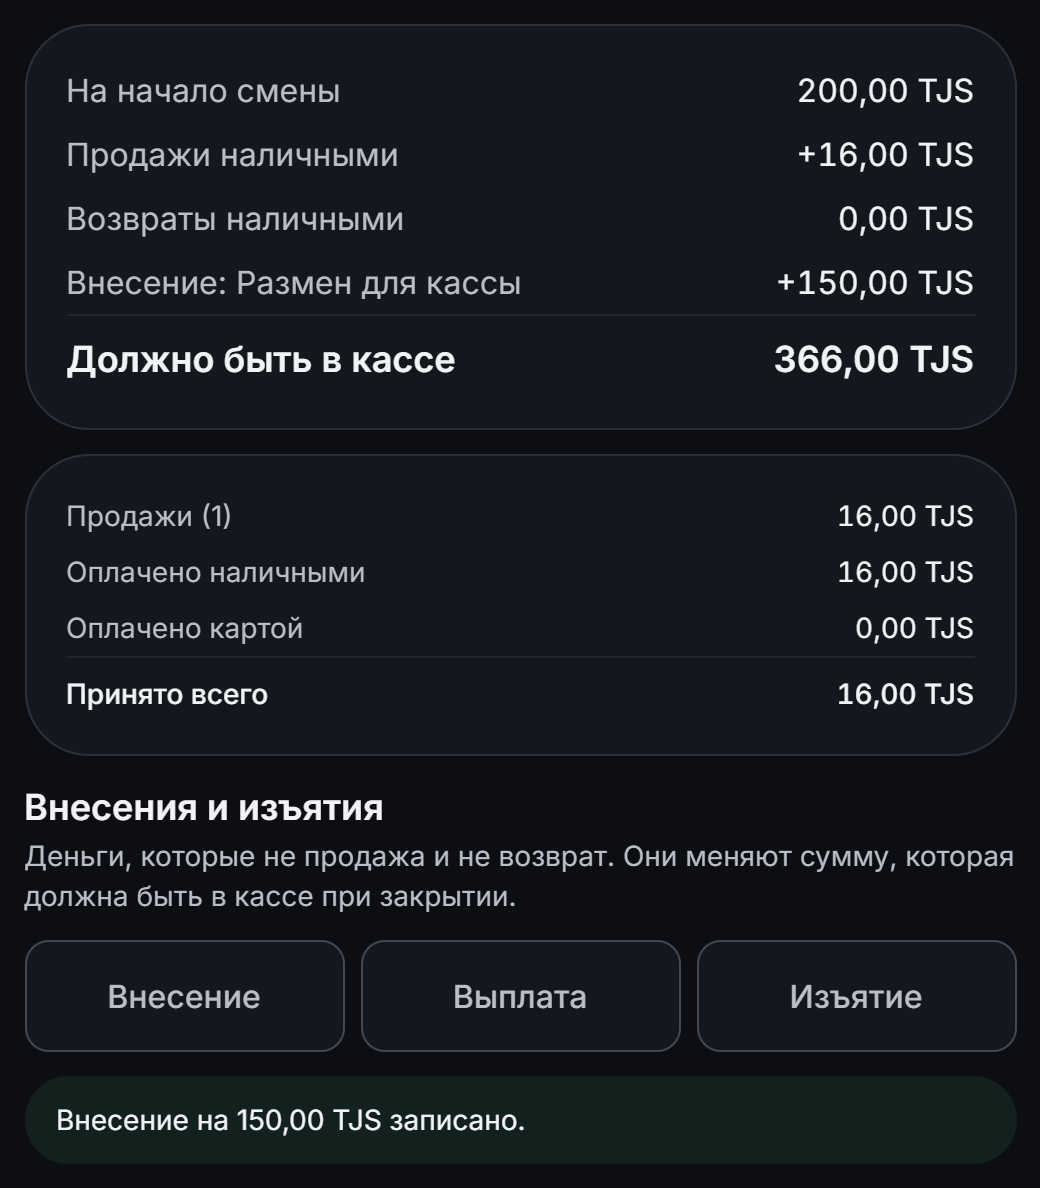 На начало смены 200,00 TJS
Продажи наличными +16,00 TJS
Возвраты наличными 0,00 TJS
Внесение: Размен для кассы +150,00 TJS
Должно быть в кассе 366,00 TJS
Продажи (1) 16,00 TJS
Оплачено наличными 16,00 TJS
Оплачено картой 0,00 TJS
Принято всего 16,00 TJS
Внесения и изъятия
Деньги, которые не продажа и не возврат. Они меняют сумму, которая
должна быть в кассе при закрытии.
Внесение Выплата Изъятие
Внесение на 150,00 TJS записано.